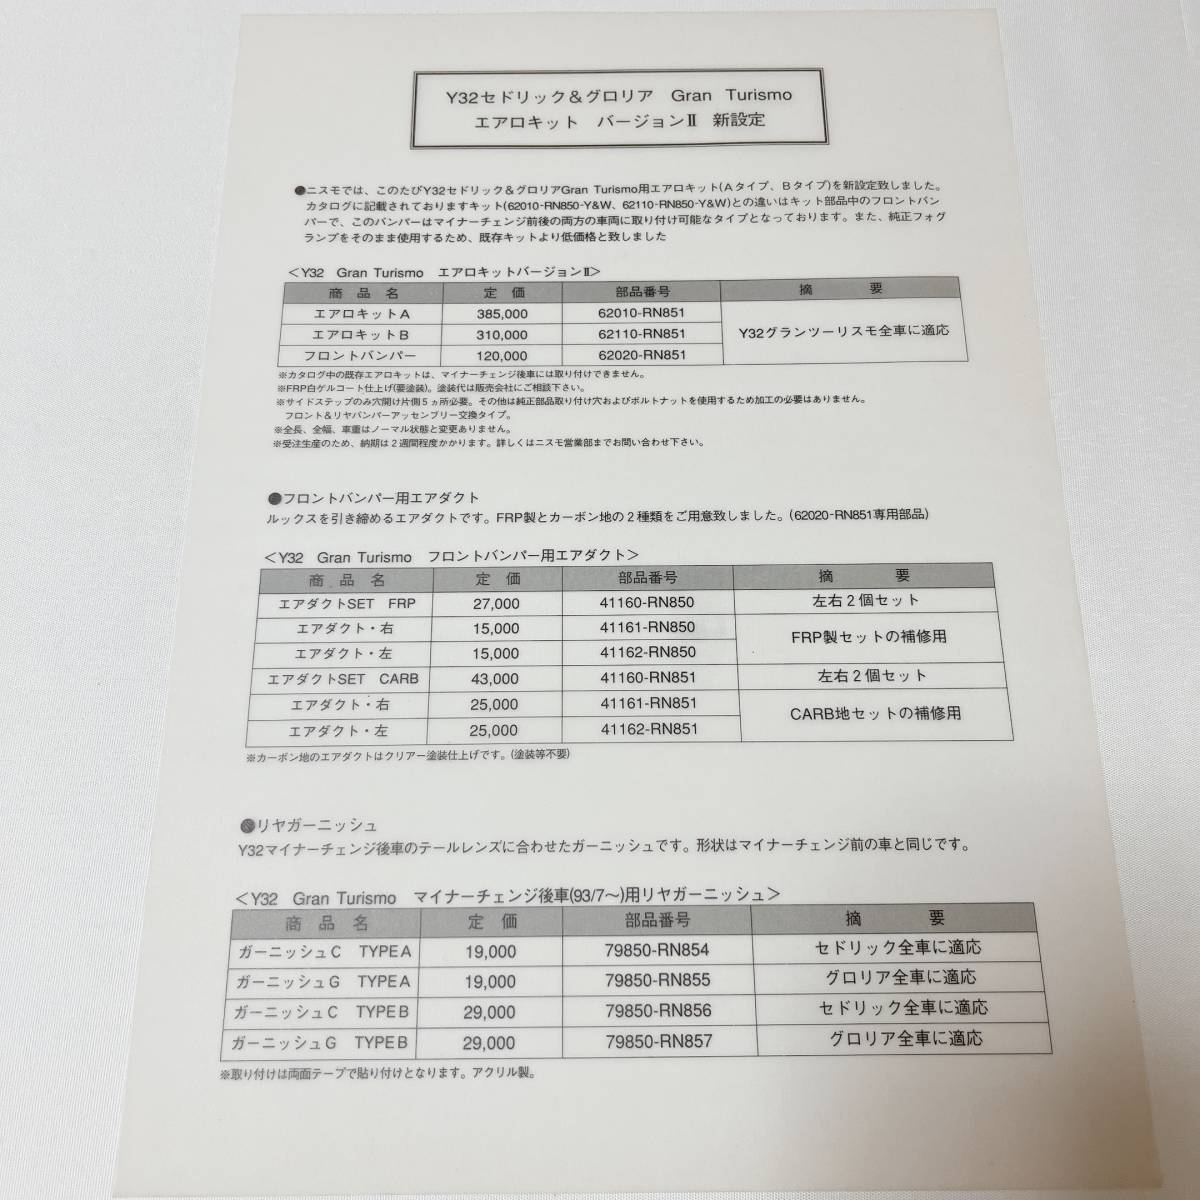 Y32セドリック＆グロリア　Gran Turismo
エアロキット　バージョンⅡ　新設定
●ニスモでは、このたびY32セドリック＆グロリアGran Turismo用エアロキット(Aタイプ、Bタイプ)を新設定致しました。
カタログに記載されておりますキット(62010-RN850-Y&W、62110-RN850-Y&W)との違いはキット部品中のフロントバン
パーで、このバンパーはマイナーチェンジ前後の両方の車両に取り付け可能なタイプとなっております。また、純正フォグ
ランプをそのまま使用するため、既存キットより低価格と致しました
＜Y32　Gran Turismo　エアロキットバージョンⅡ＞
商　品　名　定　価　部品番号　摘　要
エアロキットA　385,000　62010-RN851
エアロキットB　310,000　62110-RN851　Y32グランツーリスモ全車に適応
フロントバンパー　120,000　62020-RN851
※カタログ中の既存エアロキットは、マイナーチェンジ後車には取り付けできません。
※FRP白ゲルコート仕上げ(要塗装)。塗装代は販売会社にご相談下さい。
※サイドステップのみ穴開け片側５ヵ所必要。その他は純正部品取り付け穴およびボルトナットを使用するため加工の必要はありません。
フロント＆リヤバンパーアッセンブリー交換タイプ。
※全長、全幅、車重はノーマル状態と変更ありません。
※受注生産のため、納期は２週間程度かかります。詳しくはニスモ営業部までお問い合わせ下さい。
●フロントバンパー用エアダクト
ルックスを引き締めるエアダクトです。FRP製とカーボン地の２種類をご用意致しました。(62020-RN851専用部品)
＜Y32　Gran Turismo　フロントバンパー用エアダクト＞
商　品　名　定　価　部品番号　摘　要
エアダクトSET　FRP　27,000　41160-RN850　左右２個セット
エアダクト・右　15,000　41161-RN850　FRP製セットの補修用
エアダクト・左　15,000　41162-RN850
エアダクトSET　CARB　43,000　41160-RN851　左右２個セット
エアダクト・右　25,000　41161-RN851　CARB地セットの補修用
エアダクト・左　25,000　41162-RN851
※カーボン地のエアダクトはクリアー塗装仕上げです。(塗装等不要)
●リヤガーニッシュ
Y32マイナーチェンジ後車のテールレンズに合わせたガーニッシュです。形状はマイナーチェンジ前の車と同じです。
＜Y32　Gran Turismo　マイナーチェンジ後車(93/7〜)用リヤガーニッシュ＞
商　品　名　定　価　部品番号　摘　要
ガーニッシュC　TYPE A　19,000　79850-RN854　セドリック全車に適応
ガーニッシュG　TYPE A　19,000　79850-RN855　グロリア全車に適応
ガーニッシュC　TYPE B　29,000　79850-RN856　セドリック全車に適応
ガーニッシュG　TYPE B　29,000　79850-RN857　グロリア全車に適応
※取り付けは両面テープで貼り付けとなります。アクリル製。